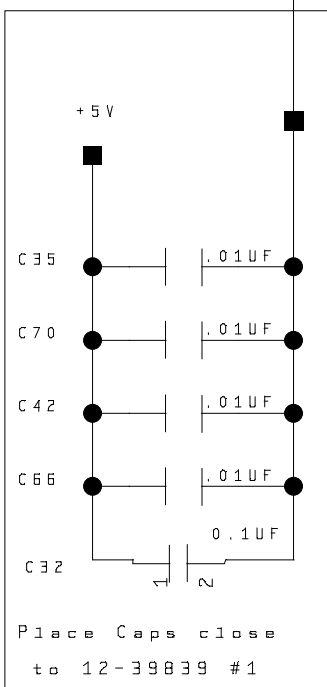 +5V
C35 .01UF
C70 .01UF
C42 .01UF
C66 .01UF
0.1UF
C32 1 2
Place Caps close
to 12-39839 #1